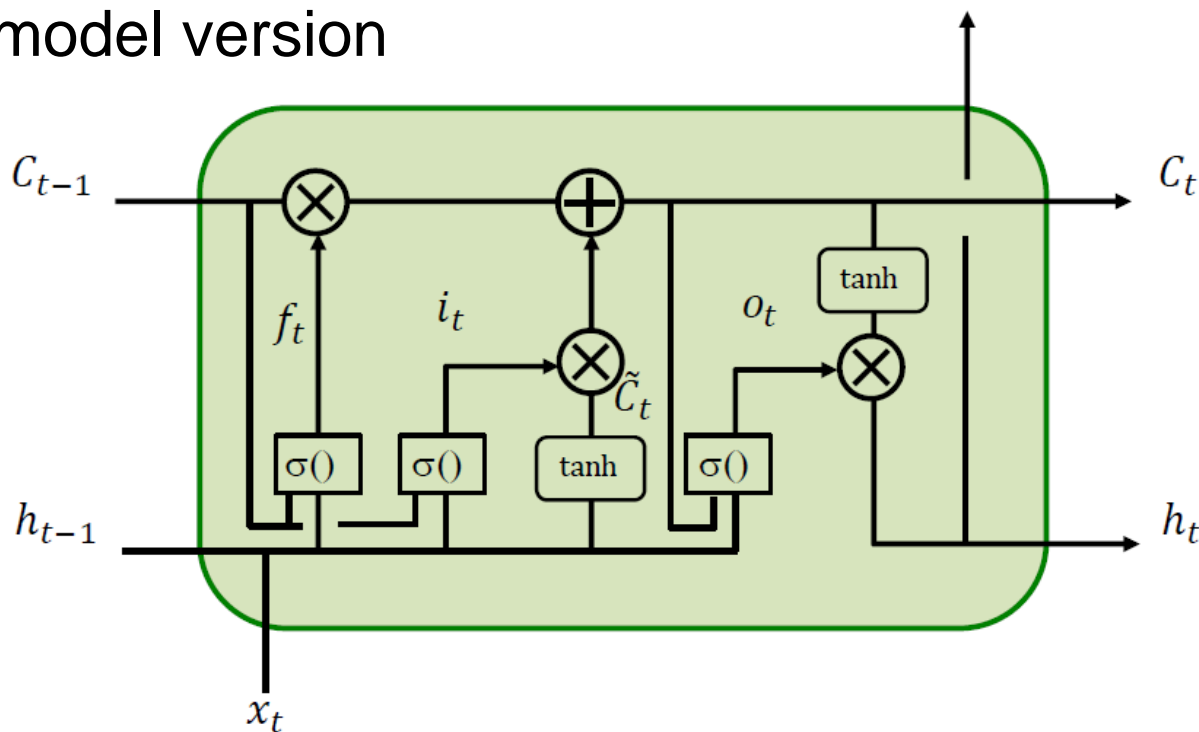 model version
C_{t-1}
C_t
tanh
f_t
i_t
o_t
C̃_t
σ()
σ()
tanh
σ()
h_{t-1}
h_t
x_t